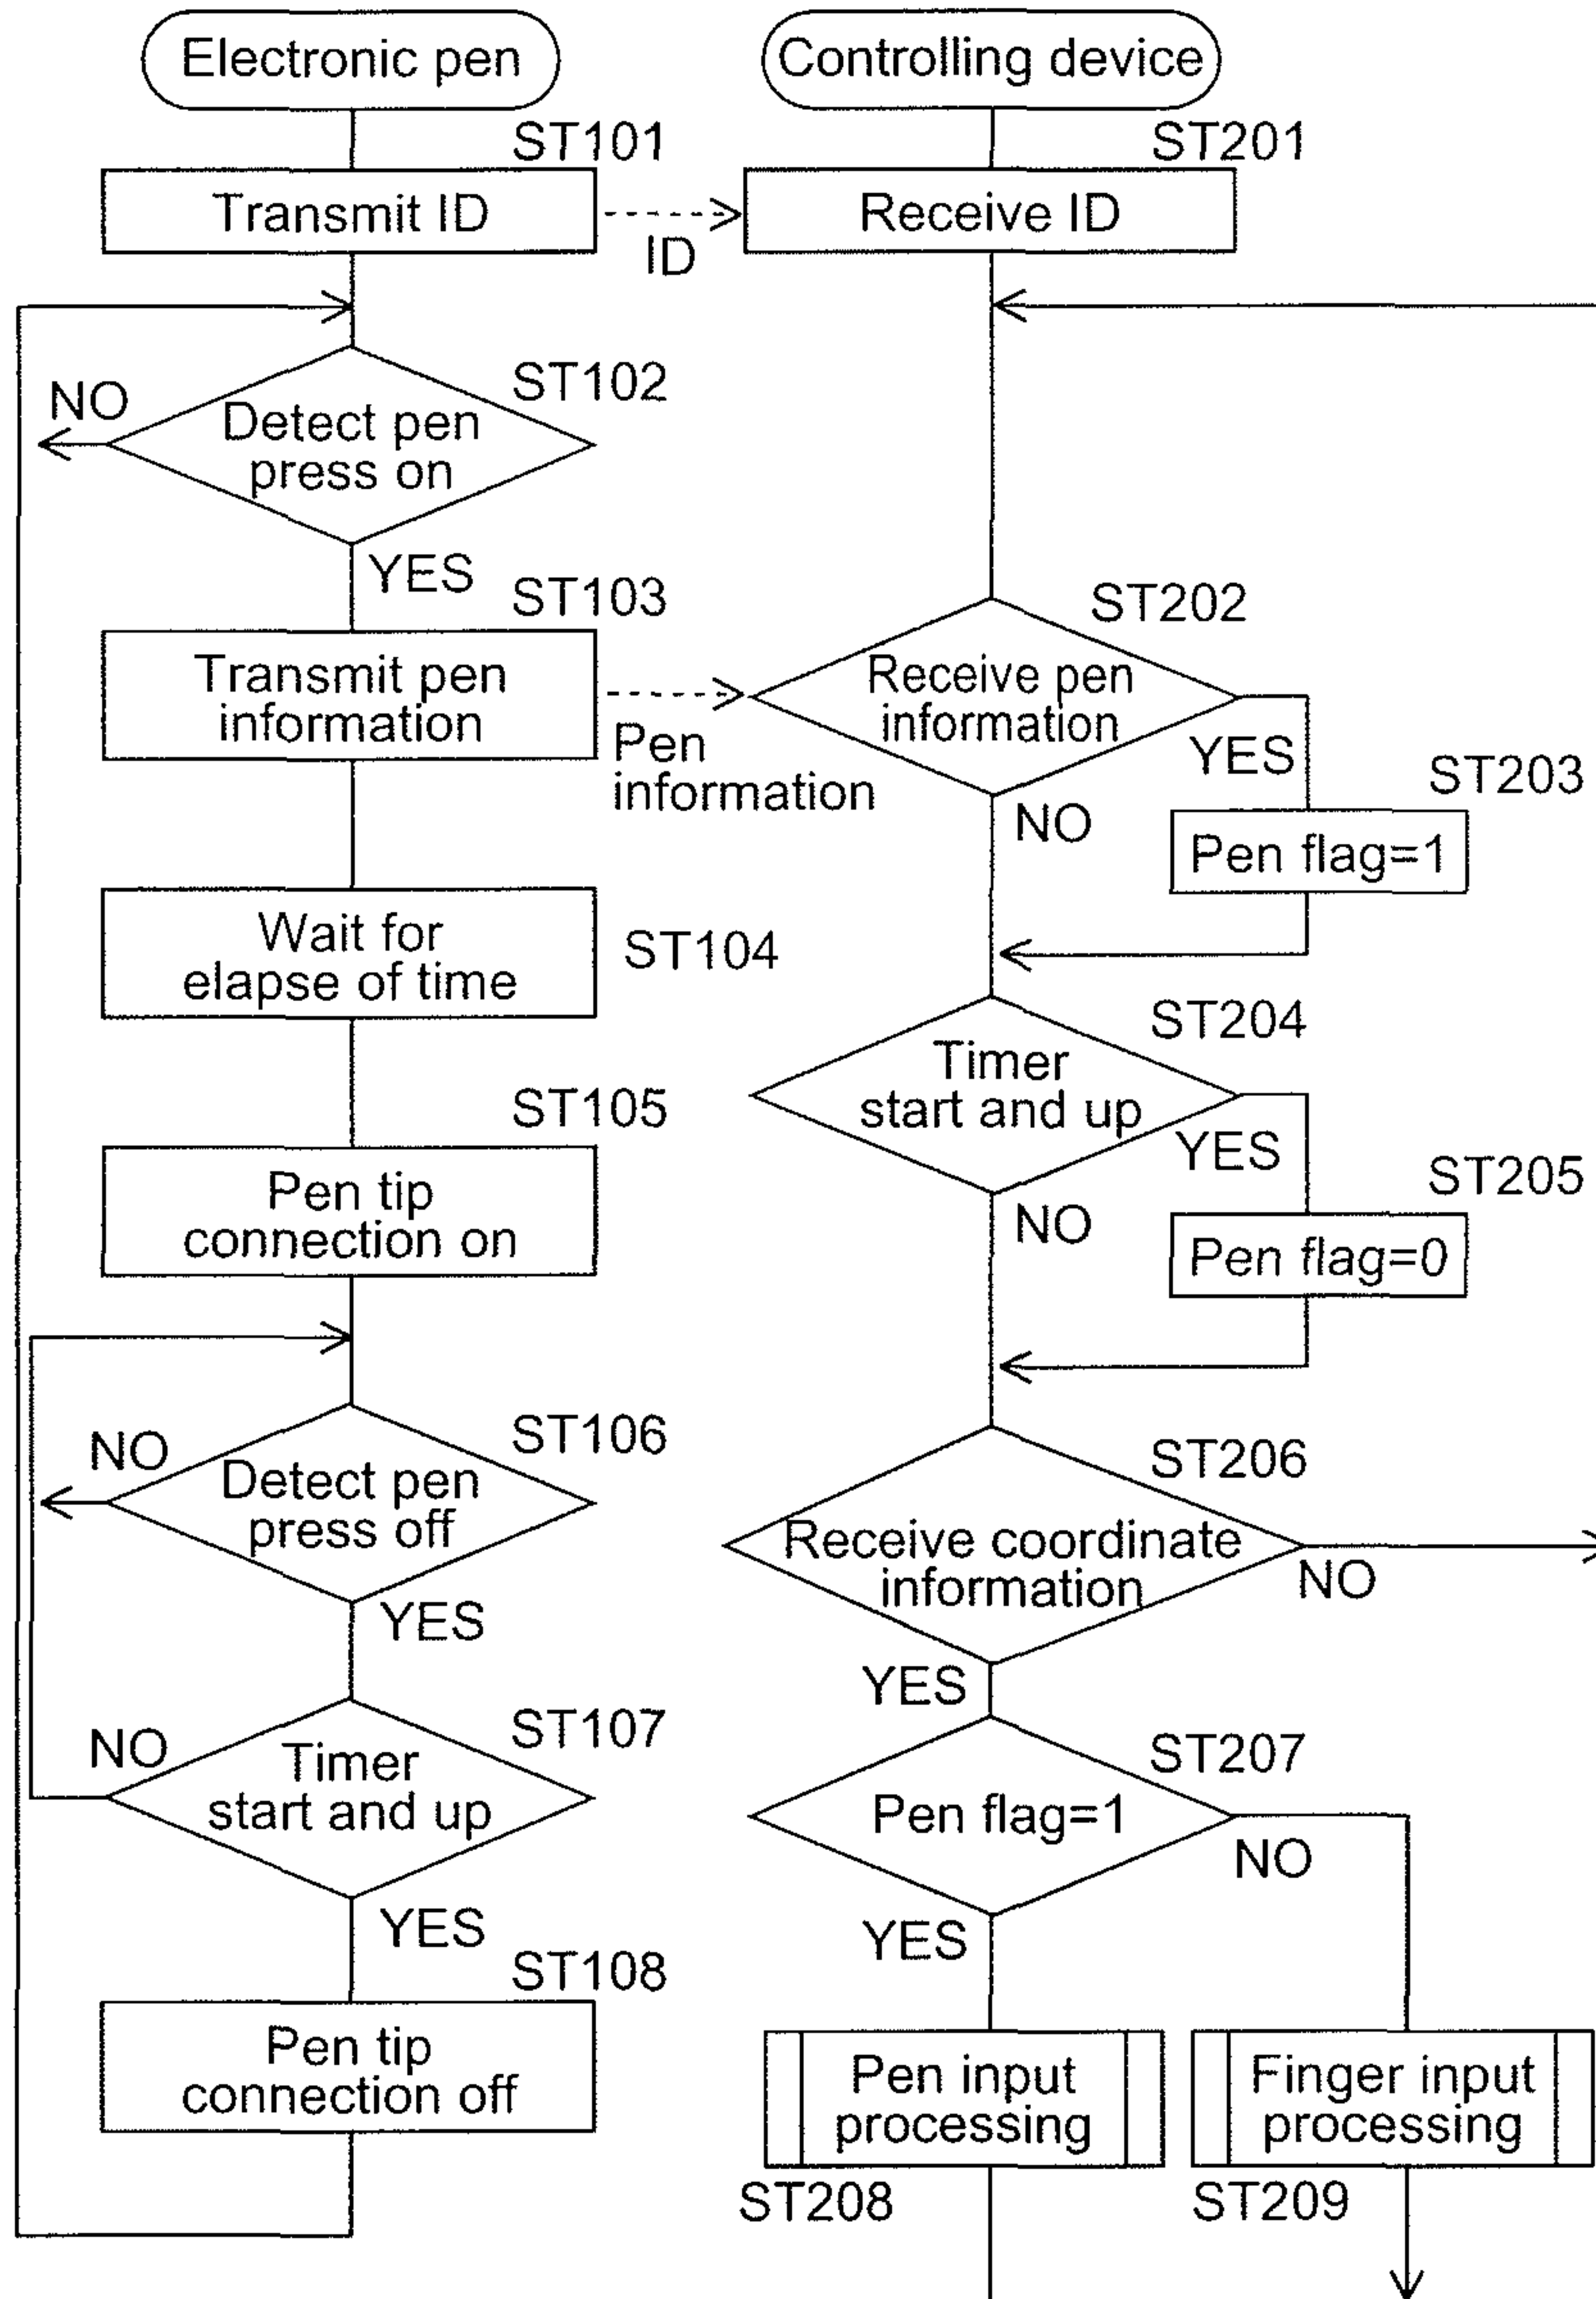 Electronic pen
ST101
Transmit ID
ID
NO
ST102
Detect pen
press on
YES
ST103
Transmit pen
information
Pen
information
Wait for
elapse of time
ST104
ST105
Pen tip
connection on
NO
ST106
Detect pen
press off
YES
NO
ST107
Timer
start and up
YES
ST108
Pen tip
connection off
Controlling device
ST201
Receive ID
ST202
Receive pen
information
YES
ST203
NO
Pen flag=1
ST204
Timer
start and up
YES
ST205
NO
Pen flag=0
ST206
Receive coordinate
information
NO
YES
ST207
Pen flag=1
NO
YES
Pen input
processing
ST208
Finger input
processing
ST209